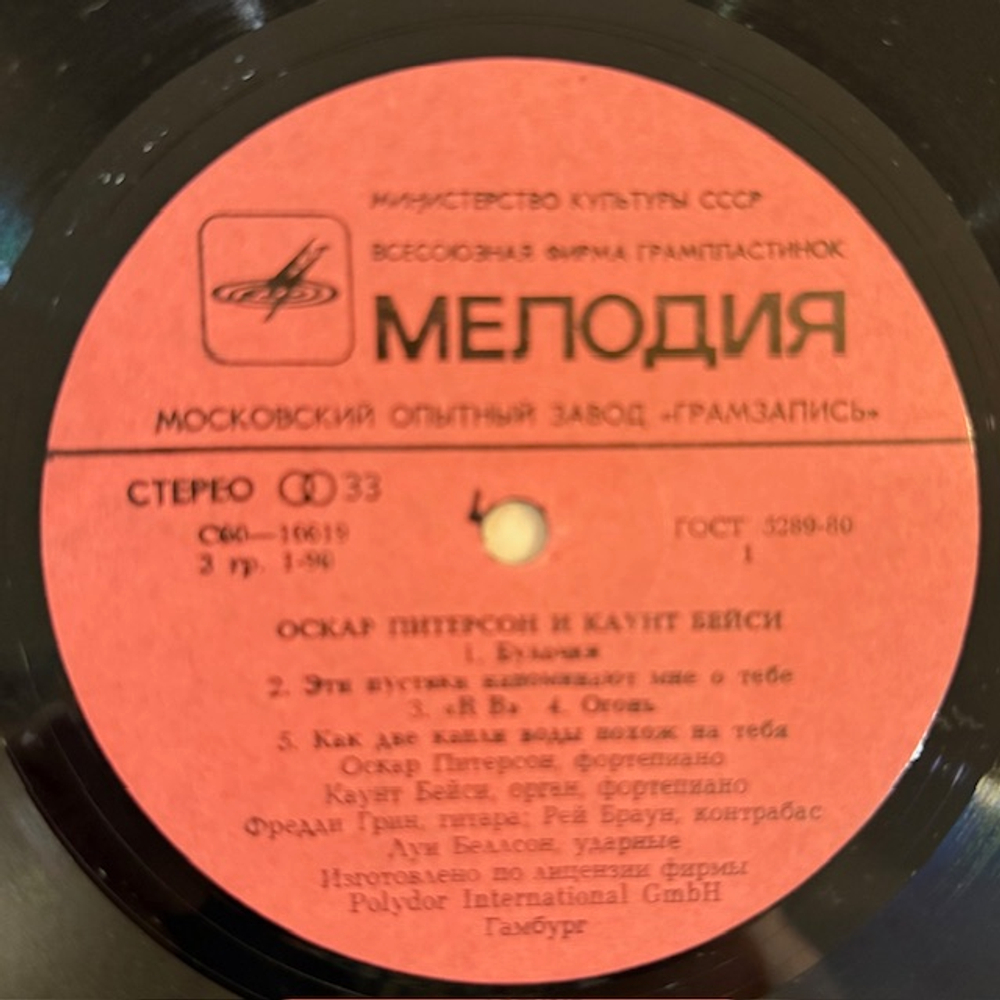 МИНИСТЕРСТВО КУЛЬТУРЫ СССР
ВСЕСОЮЗНАЯ ФИРМА ГРАМПЛАСТИНОК
МЕЛОДИЯ
МОСКОВСКИЙ ОПЫТНЫЙ ЗАВОД «ГРАМЗАПИСЬ»
СТЕРЕО 33
С60—16619
ГОСТ 5289-80
3 гр. 1-90
1
ОСКАР ПИТЕРСОН И КАУНТ БЕЙСИ
1. Булавки
2. Эти пустяки напоминают мне о тебе
3. 4. Огонь
5. Как две капли воды похож на тебя
Оскар Питерсон, фортепиано
Каунт Бейси, орган, фортепиано
Фредди Грин, гитара; Рей Браун, контрабас
Луи Беллсон, ударные
Изготовлено по лицензии фирмы
Polydor International GmbH
Гамбург